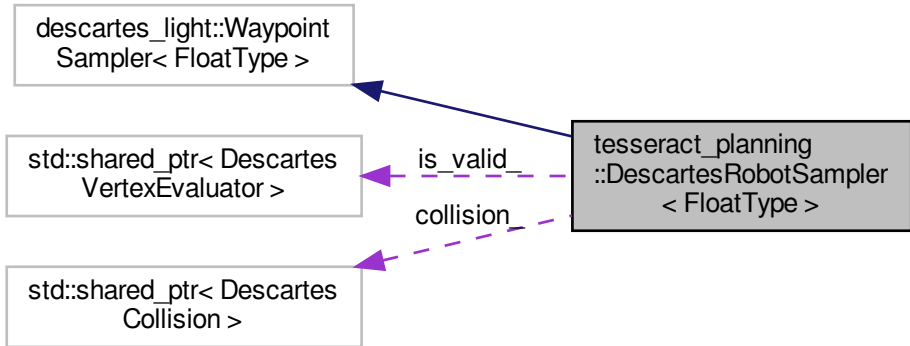 descartes_light::Waypoint
Sampler< FloatType >
std::shared_ptr< Descartes
VertexEvaluator >
is_valid_
collision_
tesseract_planning
::DescartesRobotSampler
< FloatType >
std::shared_ptr< Descartes
Collision >